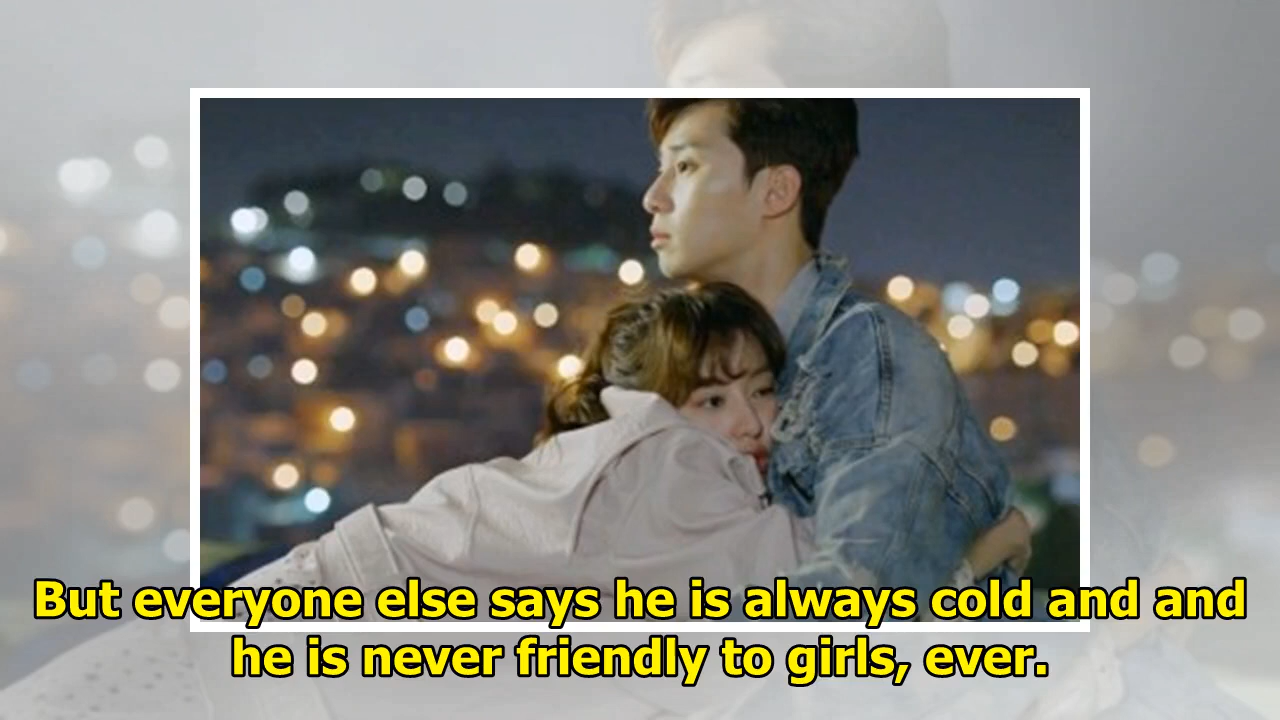 But everyone else says he is always cold and and
he is never friendly to girls, ever.